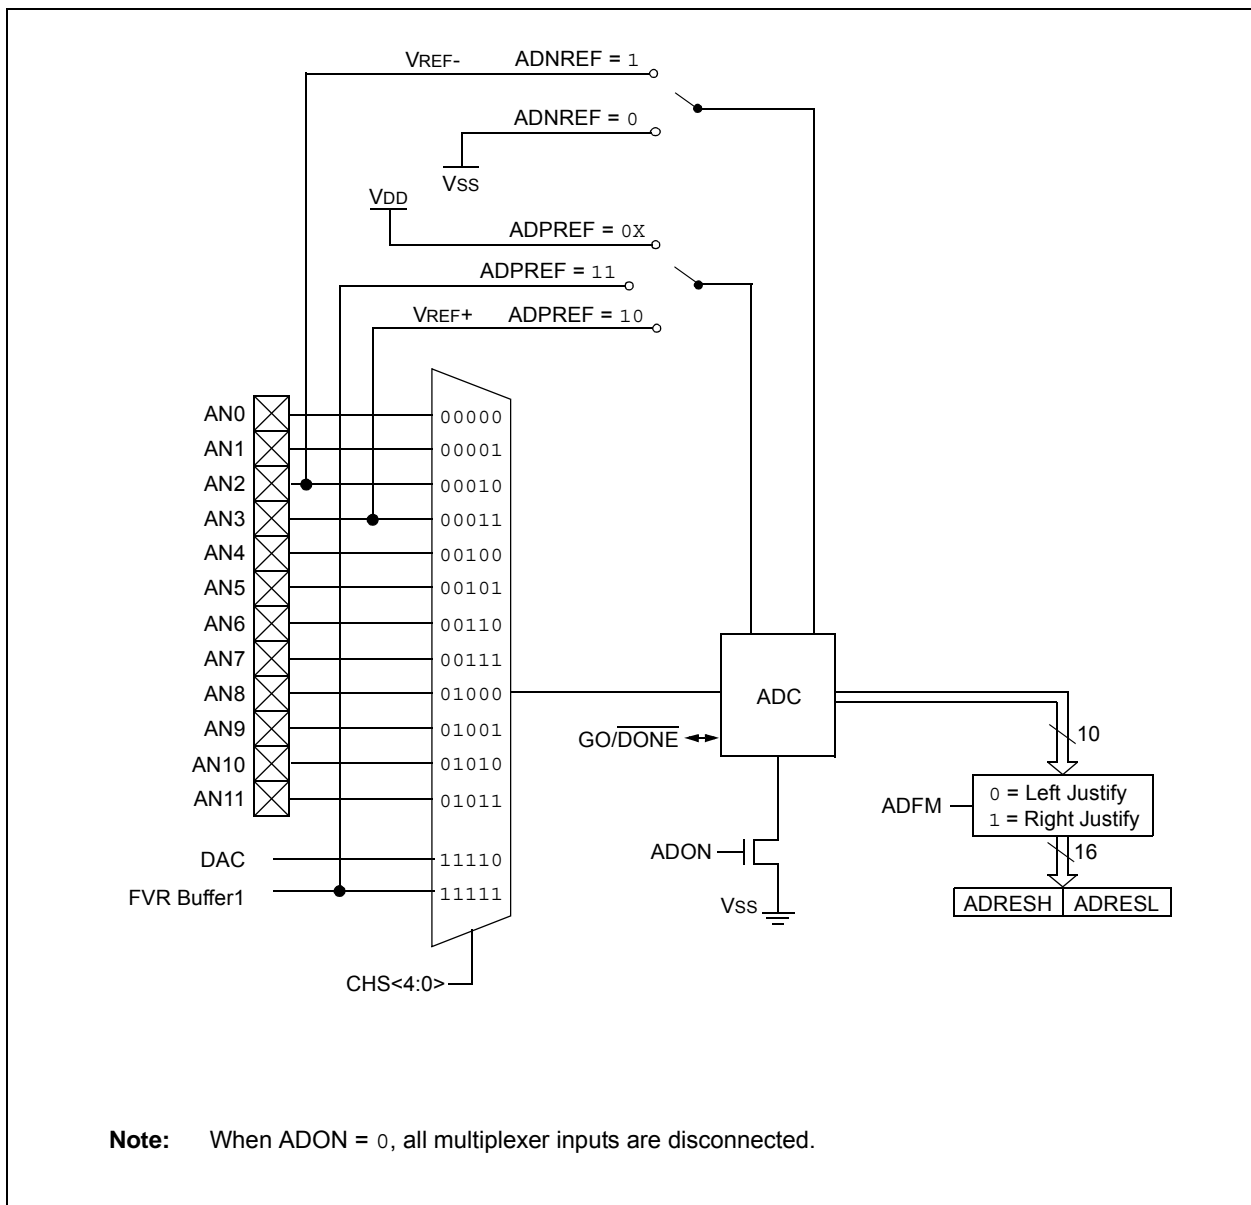 VREF- ADNREF = 1
ADNREF = 0
VSS
VDD
ADPREF = 0X
ADPREF = 11
VREF+ ADPREF = 10
AN0 00000
AN1 00001
AN2 00010
AN3 00011
AN4 00100
AN5 00101
AN6 00110
AN7 00111
AN8 01000
AN9 01001
AN10 01010
AN11 01011
DAC 11110
FVR Buffer1 11111
CHS<4:0>
ADC
GO/DONE
ADON
VSS
10
ADFM
0 = Left Justify
1 = Right Justify
16
ADRESH ADRESL
Note: When ADON = 0, all multiplexer inputs are disconnected.